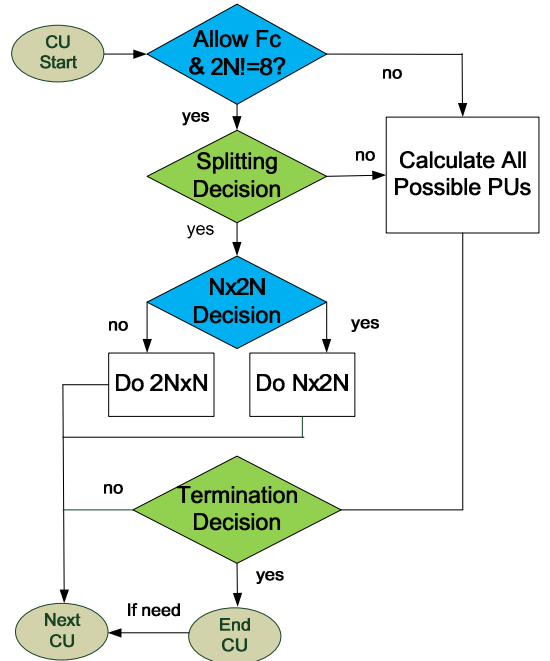 CU
Start
Allow Fc
& 2N!=8?
no
yes
Splitting
Decision
no
Calculate All
Possible PUs
yes
Nx2N
Decision
no
yes
Do 2NxN
Do Nx2N
no
Termination
Decision
yes
Next
CU
If need
End
CU